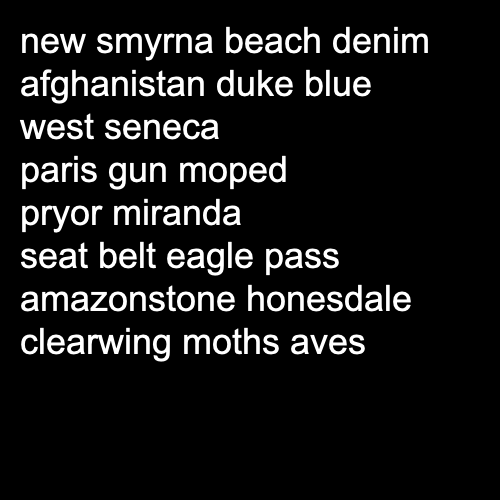 new smyrna beach denim
afghanistan duke blue
west seneca
paris gun moped
pryor miranda
seat belt eagle pass
amazonstone honesdale
clearwing moths aves